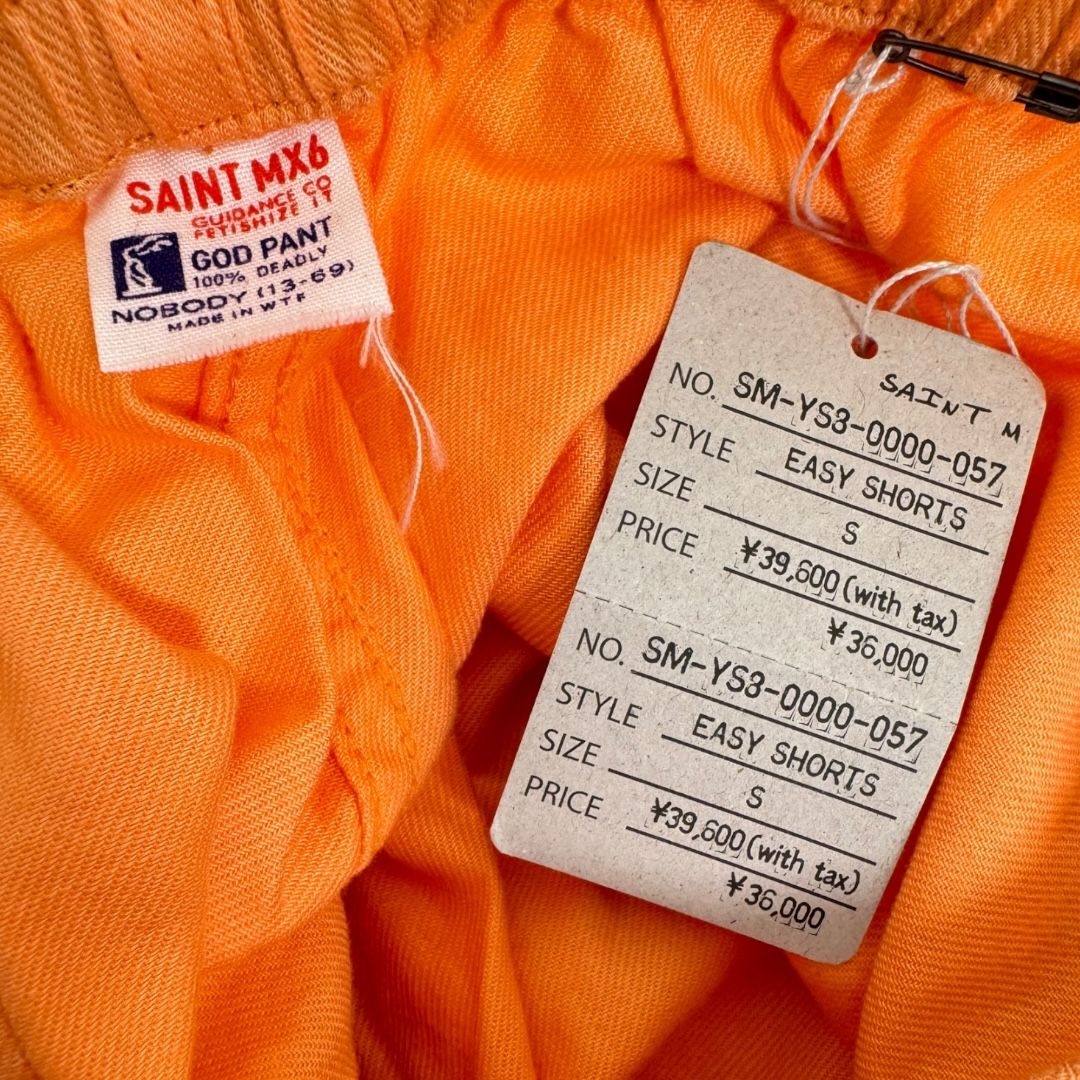 SAINT MX6
GUIDANCE CO
FETISHIZE IT
GOD PANT
100% DEADLY
NOBODY (13-69)
MADE IN WTF
SAINT M
NO. SM-YS3-0000-057
STYLE EASY SHORTS
SIZE S
PRICE ¥39,600(with tax)
¥36,000
NO. SM-YS3-0000-057
STYLE EASY SHORTS
SIZE S
PRICE ¥39,600(with tax)
¥36,000